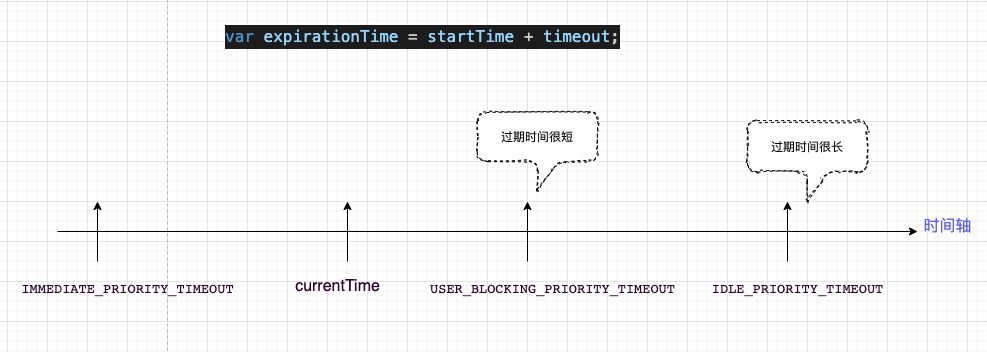 var expirationTime = startTime + timeout;
过期时间很短
过期时间很长
时间轴
IMMEDIATE_PRIORITY_TIMEOUT
currentTime
USER_BLOCKING_PRIORITY_TIMEOUT
IDLE_PRIORITY_TIMEOUT